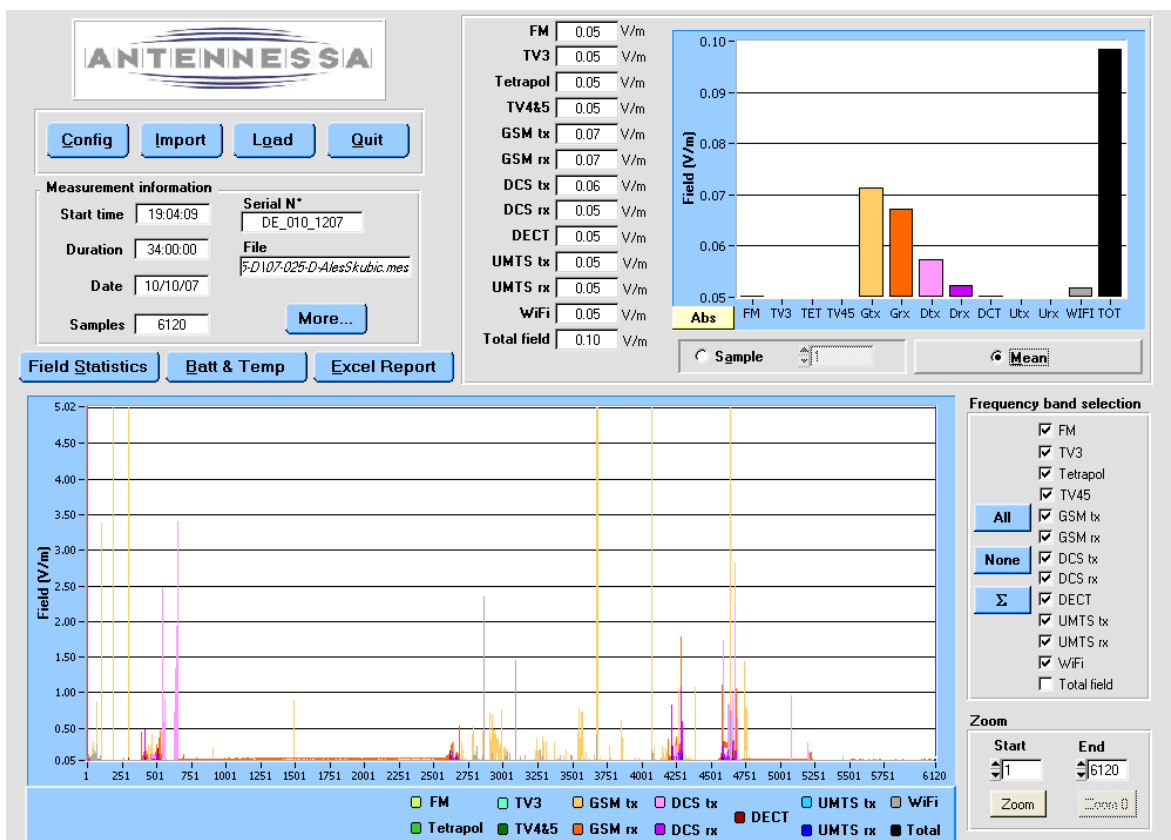 ANTENNESSA
Config Import Load Quit
Measurement information
Start time 19:04:09
Serial N°
DE_010_1207
Duration 34:00:00
File
5-D107-025-D-AlesSkubic.mes
Date 10/10/07
Samples 6120
More...
Field Statistics Batt & Temp Excel Report
FM 0.05 V/m
TV3 0.05 V/m
Tetrapol 0.05 V/m
TV4&5 0.05 V/m
GSM tx 0.07 V/m
GSM rx 0.07 V/m
DCS tx 0.06 V/m
DCS rx 0.05 V/m
DECT 0.05 V/m
UMTS tx 0.05 V/m
UMTS rx 0.05 V/m
WiFi 0.05 V/m
Total field 0.10 V/m
Field (V/m)
0.10
0.09
0.08
0.07
0.06
0.05
Abs
FM TV3 TET TV45 Gtx Grx Dtx Drx DCT Utx Urx WIFI TOT
Sample 1 Mean
Field (V/m)
5.02
4.50
4.00
3.50
3.00
2.50
2.00
1.50
1.00
0.50
0.05
1 251 501 751 1001 1251 1501 1751 2001 2251 2501 2751 3001 3251 3501 3751 4001 4251 4501 4751 5001 5251 5501 5751 6120
FM TV3 GSM tx DCS tx DECT UMTS tx WiFi
Tetrapol TV4&5 GSM rx DCS rx UMTS rx Total
Frequency band selection
FM
TV3
Tetrapol
TV45
All GSM tx
GSM rx
None DCS tx
DCS rx
Σ DECT
UMTS tx
UMTS rx
WiFi
Total field
Zoom
Start End
1 6120
Zoom Zoom 0